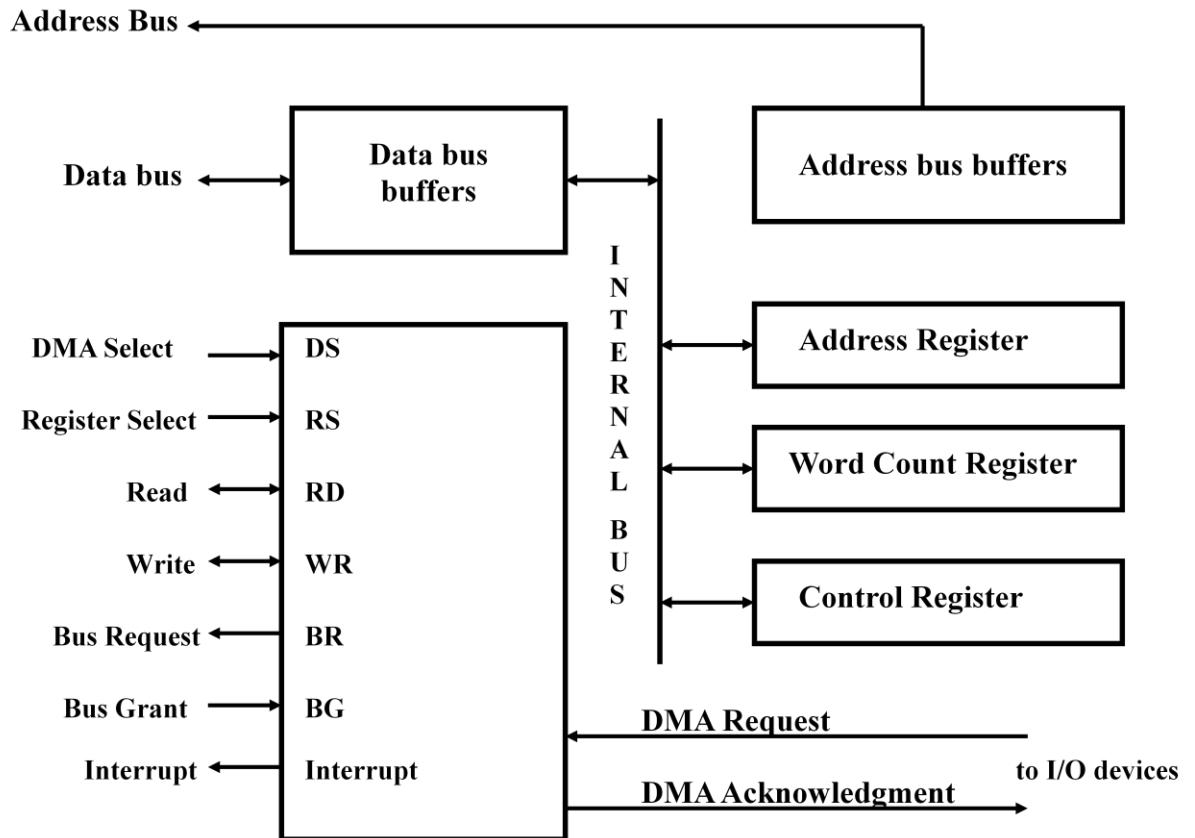 Address Bus
Data bus
Data bus
buffers
Address bus buffers
INTERNAL BUS
Address Register
Word Count Register
Control Register
DMA Select
DS
Register Select
RS
Read
RD
Write
WR
Bus Request
BR
Bus Grant
BG
Interrupt
Interrupt
DMA Request
to I/O devices
DMA Acknowledgment